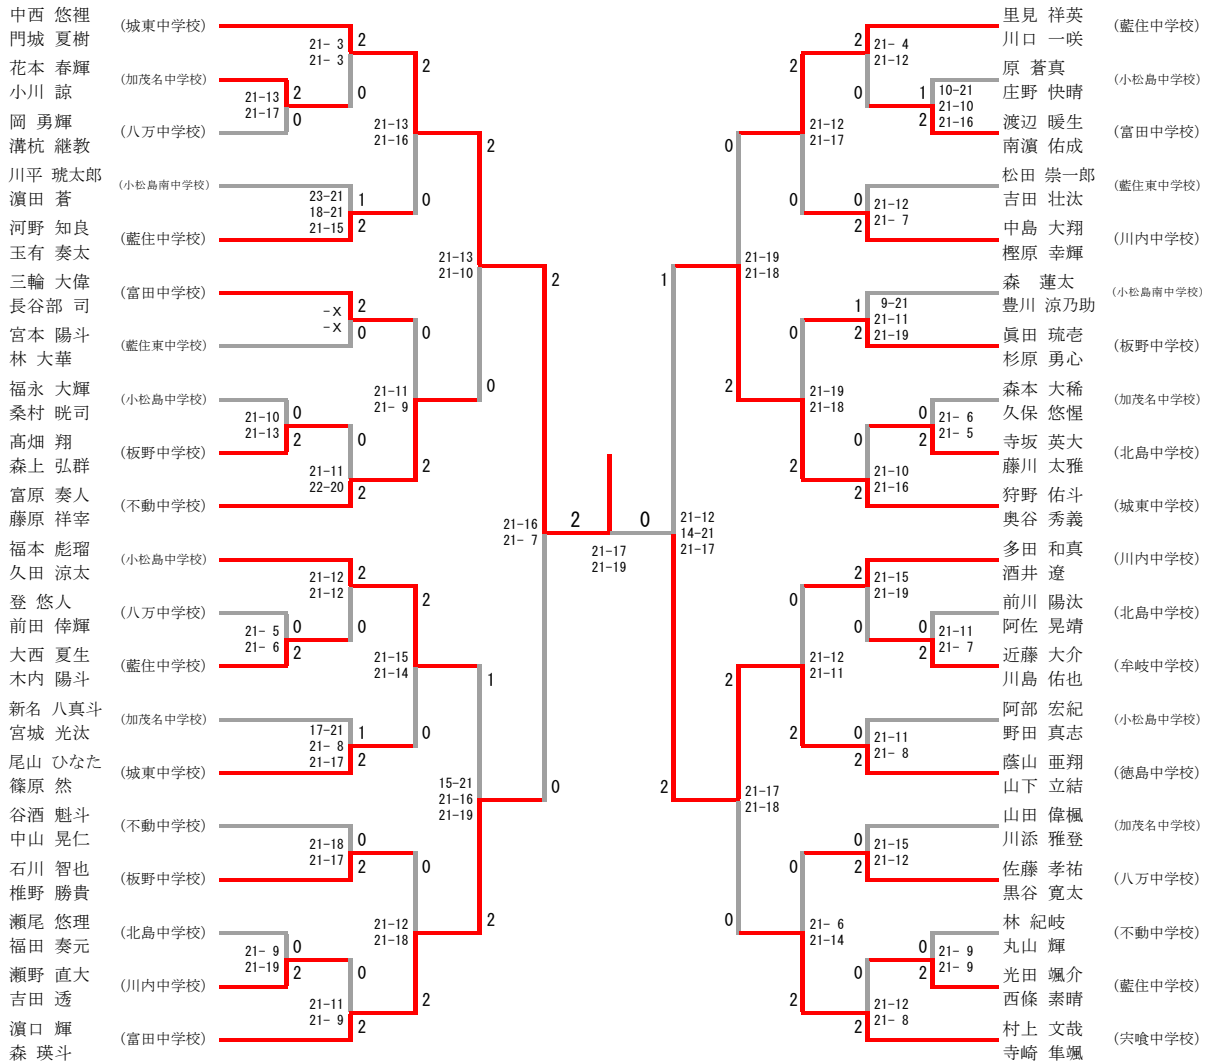 中西 悠裡
門城 夏樹
(城東中学校)
花本 春輝
小川 諒
(加茂名中学校)
岡 勇輝
溝杭 継教
(八万中学校)
川平 琥太郎
濵田 蒼
(小松島南中学校)
河野 知良
玉有 奏太
(藍住中学校)
三輪 大偉
長谷部 司
(富田中学校)
宮本 陽斗
林 大華
(藍住東中学校)
福永 大輝
桑村 晄司
(小松島中学校)
髙畑 翔
森上 弘群
(板野中学校)
富原 奏人
藤原 祥宰
(不動中学校)
福本 彪瑠
久田 涼太
(小松島中学校)
登 悠人
前田 倖輝
(八万中学校)
大西 夏生
木内 陽斗
(藍住中学校)
新名 八真斗
宮城 光汰
(加茂名中学校)
尾山 ひなた
篠原 然
(城東中学校)
谷酒 魁斗
中山 晃仁
(不動中学校)
石川 智也
椎野 勝貴
(板野中学校)
瀬尾 悠理
福田 奏元
(北島中学校)
瀬野 直大
吉田 透
(川内中学校)
濵口 輝
森 瑛斗
(富田中学校)
21- 3
21- 3
2
0
21-13
21-17
2
0
23-21
18-21
21-15
1
2
21-13
21-16
2
0
-X
-X
2
0
21-10
21-13
0
2
21-11
22-20
0
2
21-11
21- 9
0
2
21-13
21-10
2
0
21-12
21-12
2
0
21- 5
21- 6
0
2
17-21
21- 8
21-17
1
2
21-15
21-14
2
0
21-18
21-17
0
2
21- 9
21-19
0
2
21-11
21- 9
0
2
21-12
21-18
0
2
15-21
21-16
21-19
1
2
21-16
21- 7
2
0
2
0
21-17
21-19
里見 祥英
川口 一咲
(藍住中学校)
原 蒼真
庄野 快晴
(小松島中学校)
渡辺 暖生
南濵 佑成
(富田中学校)
松田 崇一郎
吉田 壮汰
(藍住東中学校)
中島 大翔
樫原 幸輝
(川内中学校)
森 蓮太
豊川 涼乃助
(小松島南中学校)
眞田 琉壱
杉原 勇心
(板野中学校)
森本 大稀
久保 悠惺
(加茂名中学校)
寺坂 英大
藤川 太雅
(北島中学校)
狩野 佑斗
奥谷 秀義
(城東中学校)
多田 和真
酒井 遼
(川内中学校)
前川 陽汰
阿佐 晃靖
(北島中学校)
近藤 大介
川島 佑也
(牟岐中学校)
阿部 宏紀
野田 真志
(小松島中学校)
蔭山 亜翔
山下 立結
(徳島中学校)
山田 偉楓
川添 雅登
(加茂名中学校)
佐藤 孝祐
黒谷 寛太
(八万中学校)
林 紀岐
丸山 輝
(不動中学校)
光田 颯介
西條 素晴
(藍住中学校)
村上 文哉
寺崎 隼颯
(宍喰中学校)
2
0
21- 4
21-12
1
2
10-21
21-10
21-16
0
2
21-12
21- 7
2
0
21-12
21-17
1
2
9-21
21-11
21-19
0
2
21- 6
21- 5
0
2
21-10
21-16
0
2
21-19
21-18
0
2
21-19
21-18
2
0
21-15
21-19
0
2
21-11
21- 7
0
2
21-11
21- 8
0
2
21-12
21-11
0
2
21-15
21-12
0
2
21- 9
21- 9
0
2
21-12
21- 8
0
2
21- 6
21-14
2
0
21-17
21-18
1
2
21-12
14-21
21-17